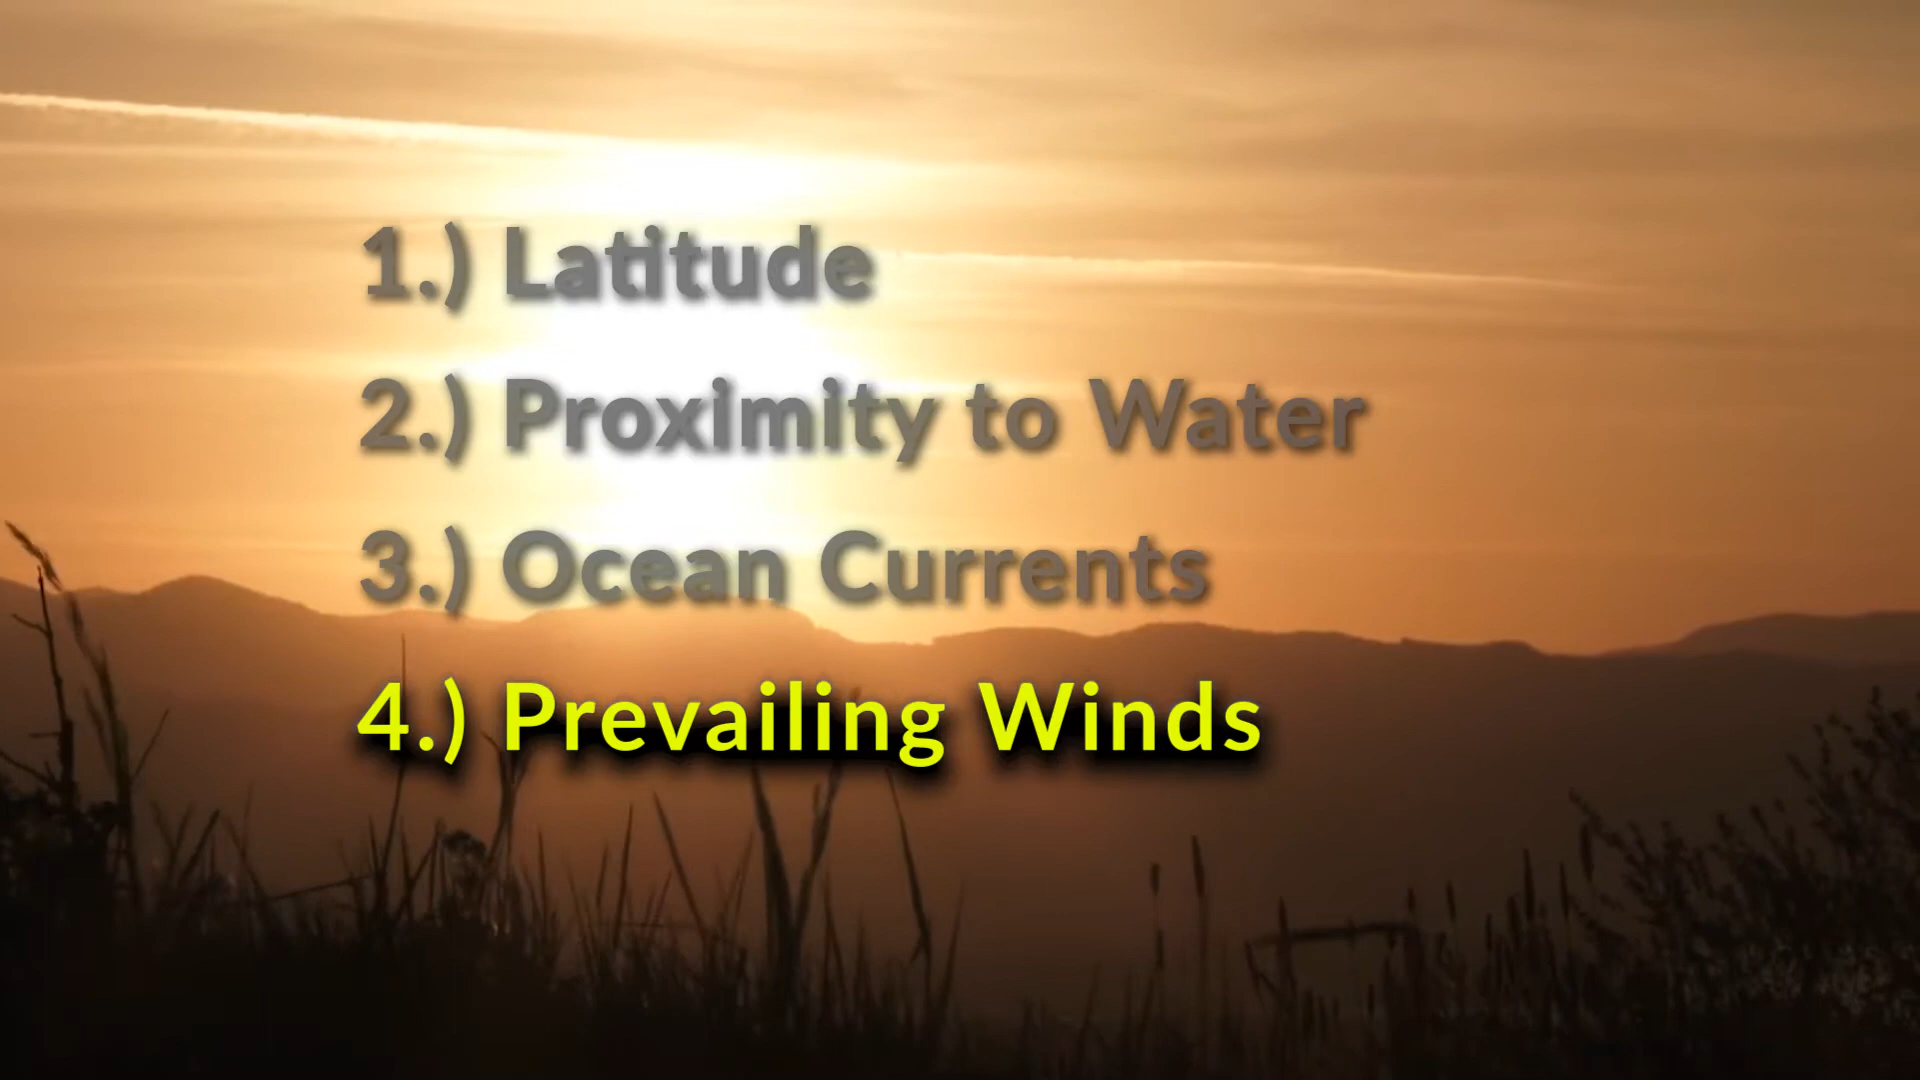 1.) Latitude
2.) Proximity to Water
3.) Ocean Currents
4.) Prevailing Winds